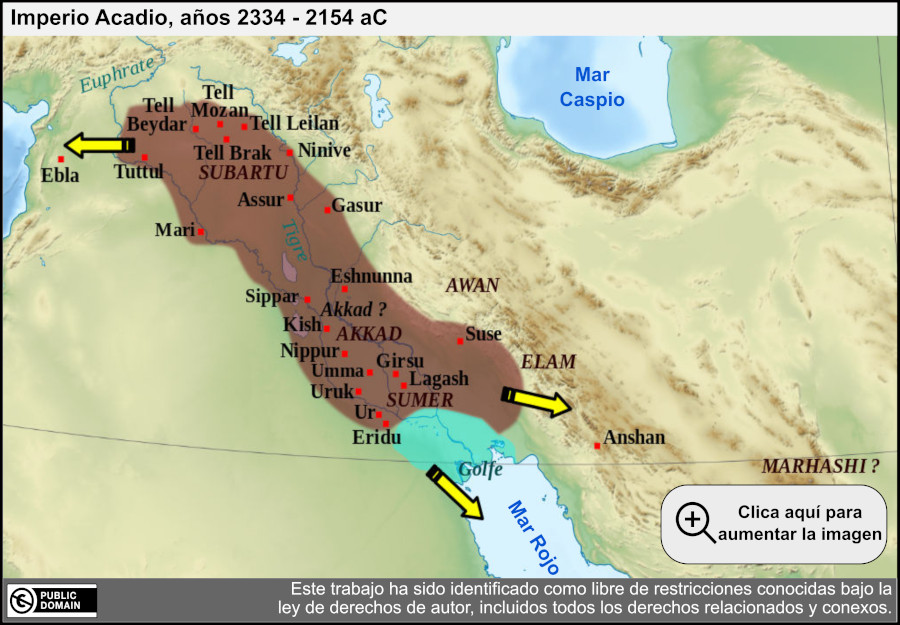 Imperio Acadio, años 2334 - 2154 aC
Euphrate
Mar
Caspio
Tell
Beydar
Tell
Mozan
Tell Leilan
Tell Brak
Ninive
Ebla
Tuttul
SUBARTU
Assur
Gasur
Mari
Tigre
Eshnunna
AWAN
Sippar
Akkad ?
Kish
AKKAD
Suse
Nippur
Girsu
ELAM
Umma
Lagash
Uruk
SUMER
Ur
Eridu
Anshan
Golfe
MARHASHI ?
Mar Rojo
Clica aquí para
aumentar la imagen
PUBLIC
DOMAIN
Este trabajo ha sido identificado como libre de restricciones conocidas bajo la
ley de derechos de autor, incluidos todos los derechos relacionados y conexos.